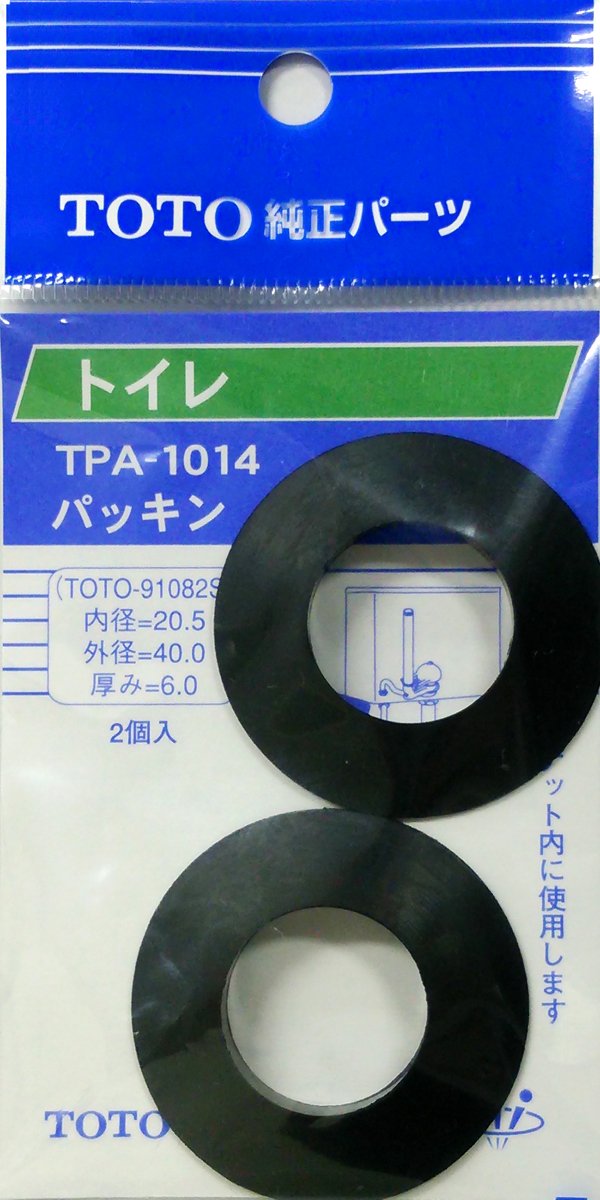 TOTO 純正パーツ
トイレ
TPA-1014
パッキン
(TOTO-91082S
内径=20.5
外径=40.0
厚み=6.0
2個入
ット内に使用します
TOTO